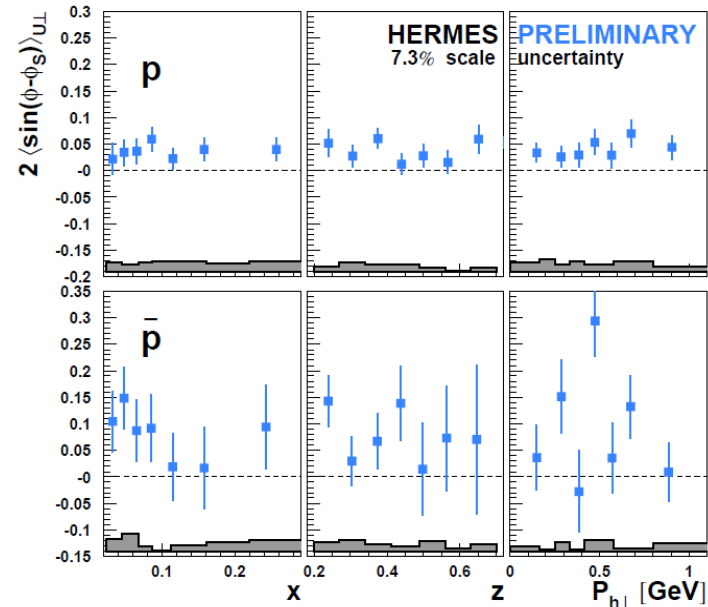 2 ⟨sin(ϕ-ϕS)⟩U⊥
0.3
0.25
0.2
0.15
0.1
0.05
-0
-0.05
-0.1
-0.15
-0.2
p
HERMES
7.3% scale
PRELIMINARY
uncertainty
0.35
0.3
0.25
0.2
0.15
0.1
0.05
-0
-0.05
-0.1
-0.15
p̄
0.1 0.2
x
0.2 0.4 0.6
z
0 0.5 1
Ph⊥ [GeV]